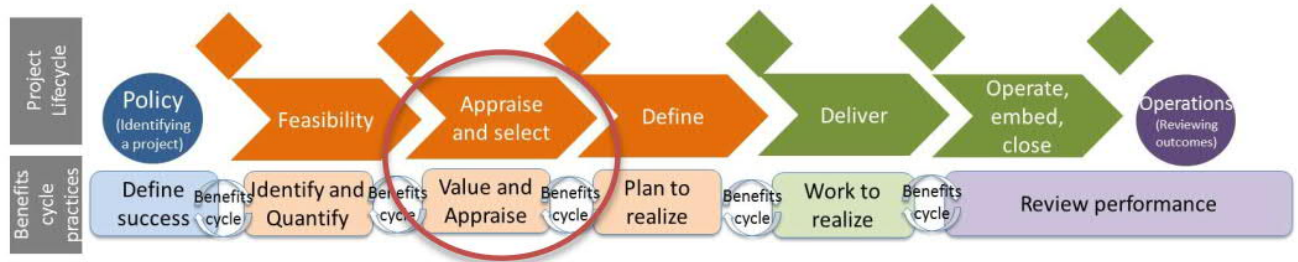 Project
Lifecycle
Policy
(Identifying
a project)
Feasibility
Appraise
and select
Define
Deliver
Operate,
embed,
close
Operations
(Reviewing
outcomes)
Benefits
cycle
practices
Define
success
Benefits
cycle
Identify and
Quantify
Benefits
cycle
Value and
Appraise
Benefits
cycle
Plan to
realize
Benefits
cycle
Work to
realize
Benefits
cycle
Review performance